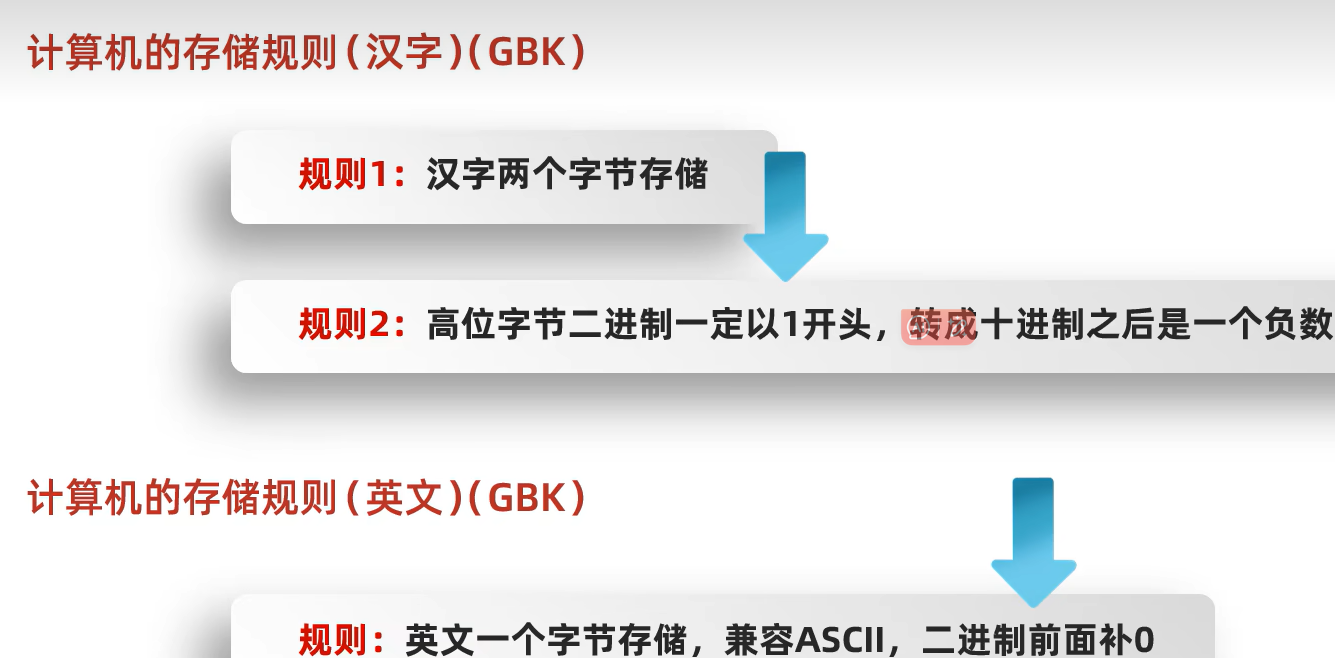 计算机的存储规则(汉字)(GBK)
规则1：汉字两个字节存储
规则2：高位字节二进制一定以1开头，转成十进制之后是一个负数
计算机的存储规则(英文)(GBK)
规则：英文一个字节存储，兼容ASCII，二进制前面补0